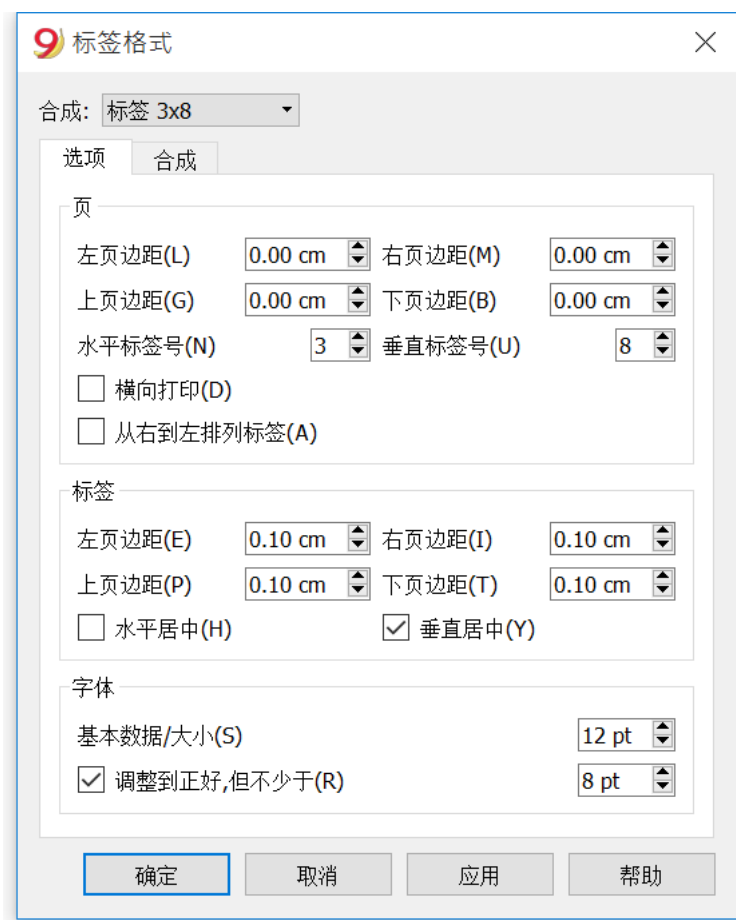 9 标签格式
合成: 标签 3x8
选项 合成
页
左页边距(L) 0.00 cm 右页边距(M) 0.00 cm
上页边距(G) 0.00 cm 下页边距(B) 0.00 cm
水平标签号(N) 3 垂直标签号(U) 8
横向打印(D)
从右到左排列标签(A)
标签
左页边距(E) 0.10 cm 右页边距(I) 0.10 cm
上页边距(P) 0.10 cm 下页边距(T) 0.10 cm
水平居中(H) 垂直居中(Y)
字体
基本数据/大小(S) 12 pt
调整到正好,但不少于(R) 8 pt
确定 取消 应用 帮助